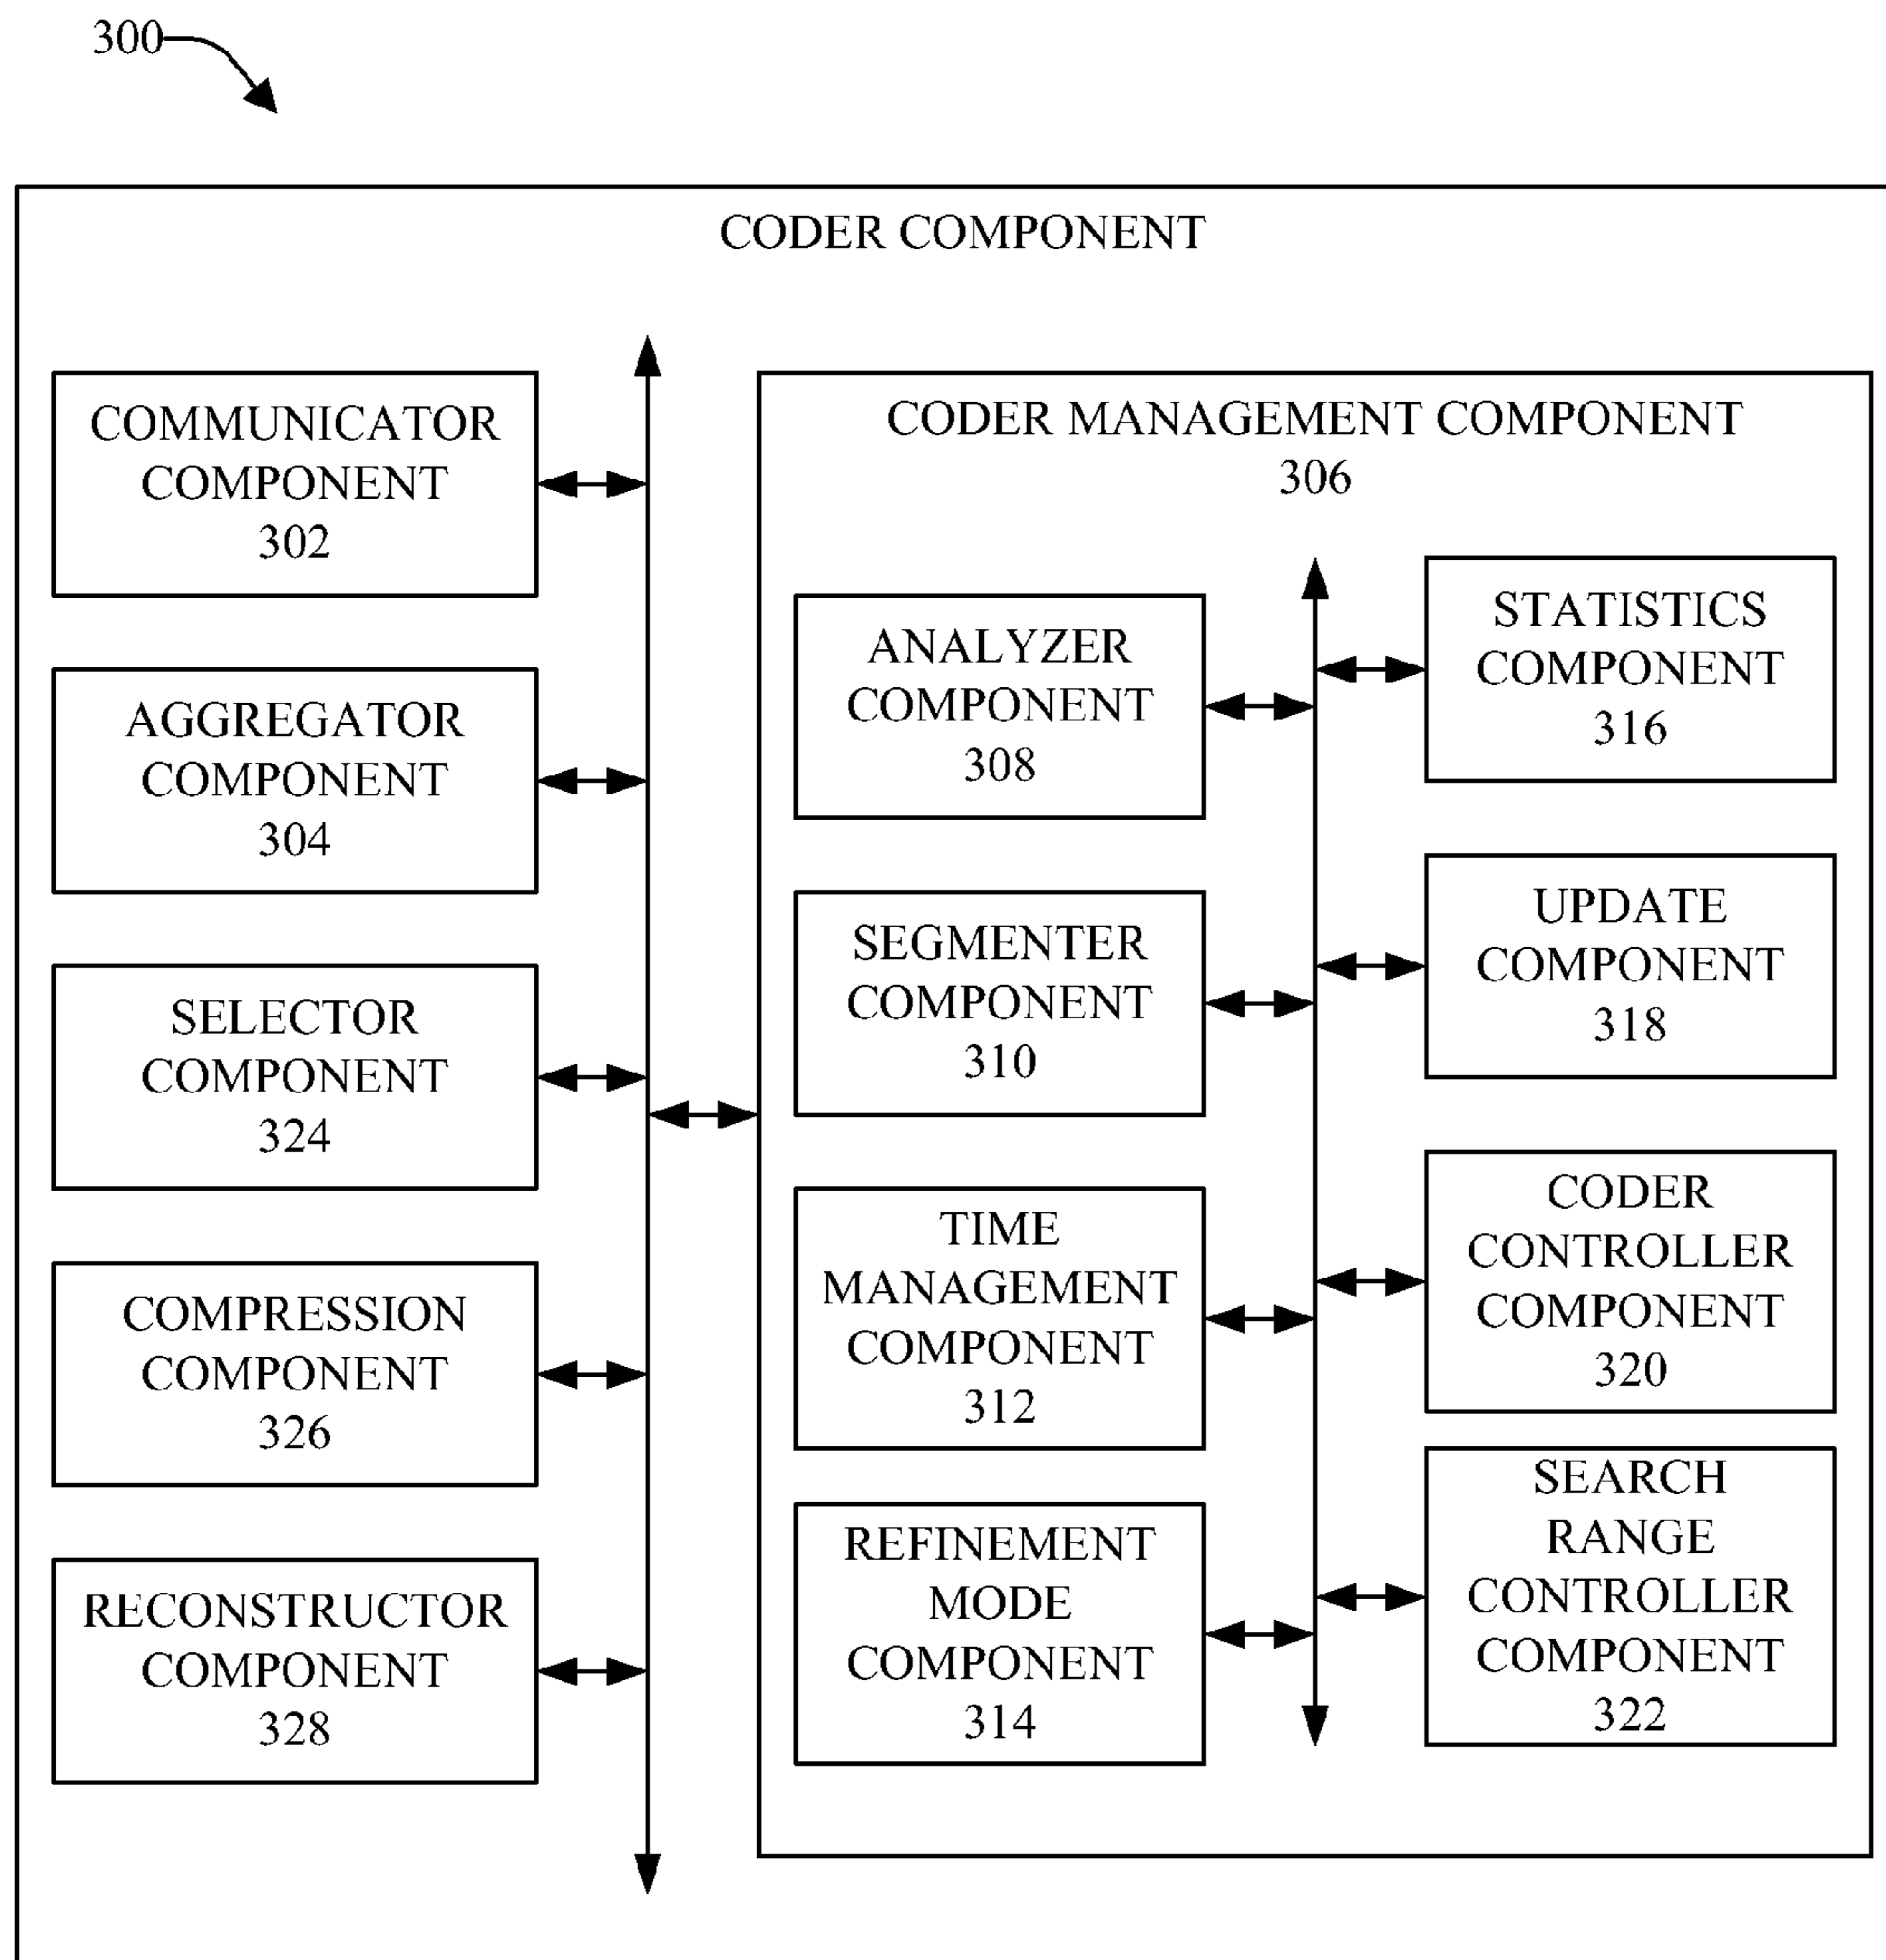 300
CODER COMPONENT
COMMUNICATOR
COMPONENT
302
AGGREGATOR
COMPONENT
304
SELECTOR
COMPONENT
324
COMPRESSION
COMPONENT
326
RECONSTRUCTOR
COMPONENT
328
CODER MANAGEMENT COMPONENT
306
ANALYZER
COMPONENT
308
SEGMENTER
COMPONENT
310
TIME
MANAGEMENT
COMPONENT
312
REFINEMENT
MODE
COMPONENT
314
STATISTICS
COMPONENT
316
UPDATE
COMPONENT
318
CODER
CONTROLLER
COMPONENT
320
SEARCH
RANGE
CONTROLLER
COMPONENT
322